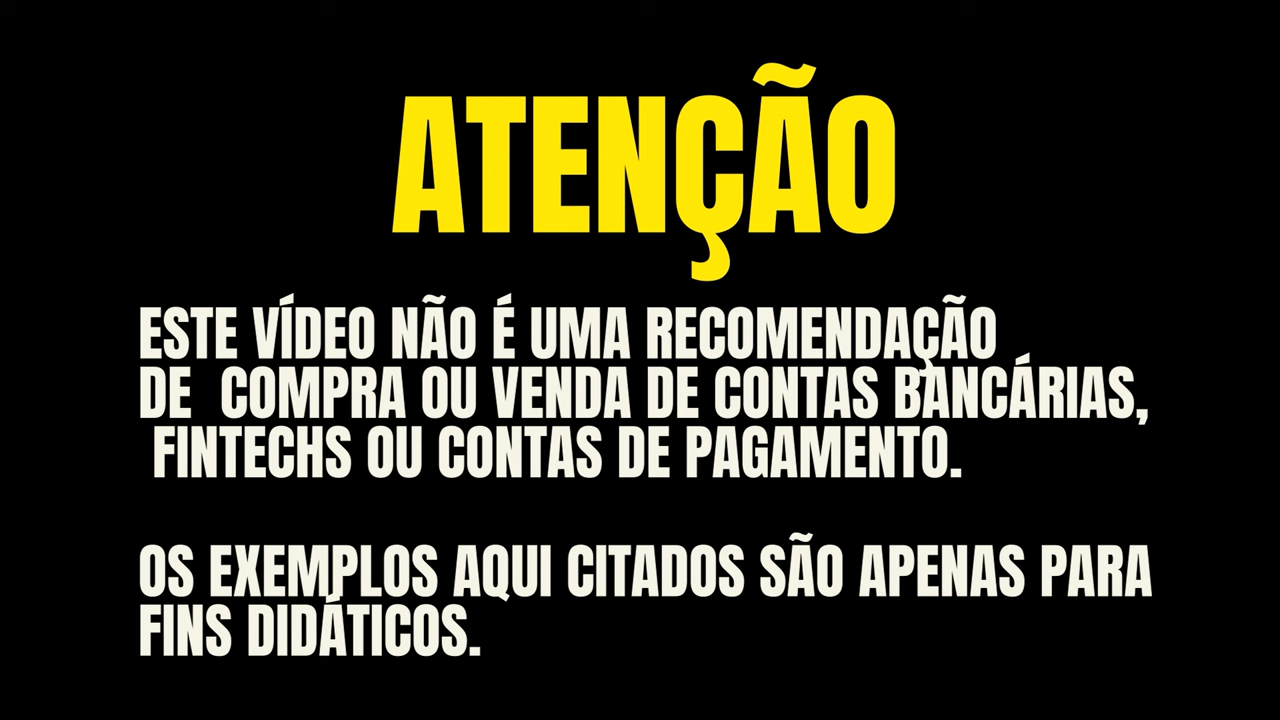 ATENÇÃO
ESTE VÍDEO NÃO É UMA RECOMENDAÇÃO
DE COMPRA OU VENDA DE CONTAS BANCÁRIAS,
FINTECHS OU CONTAS DE PAGAMENTO.
OS EXEMPLOS AQUI CITADOS SÃO APENAS PARA
FINS DIDÁTICOS.